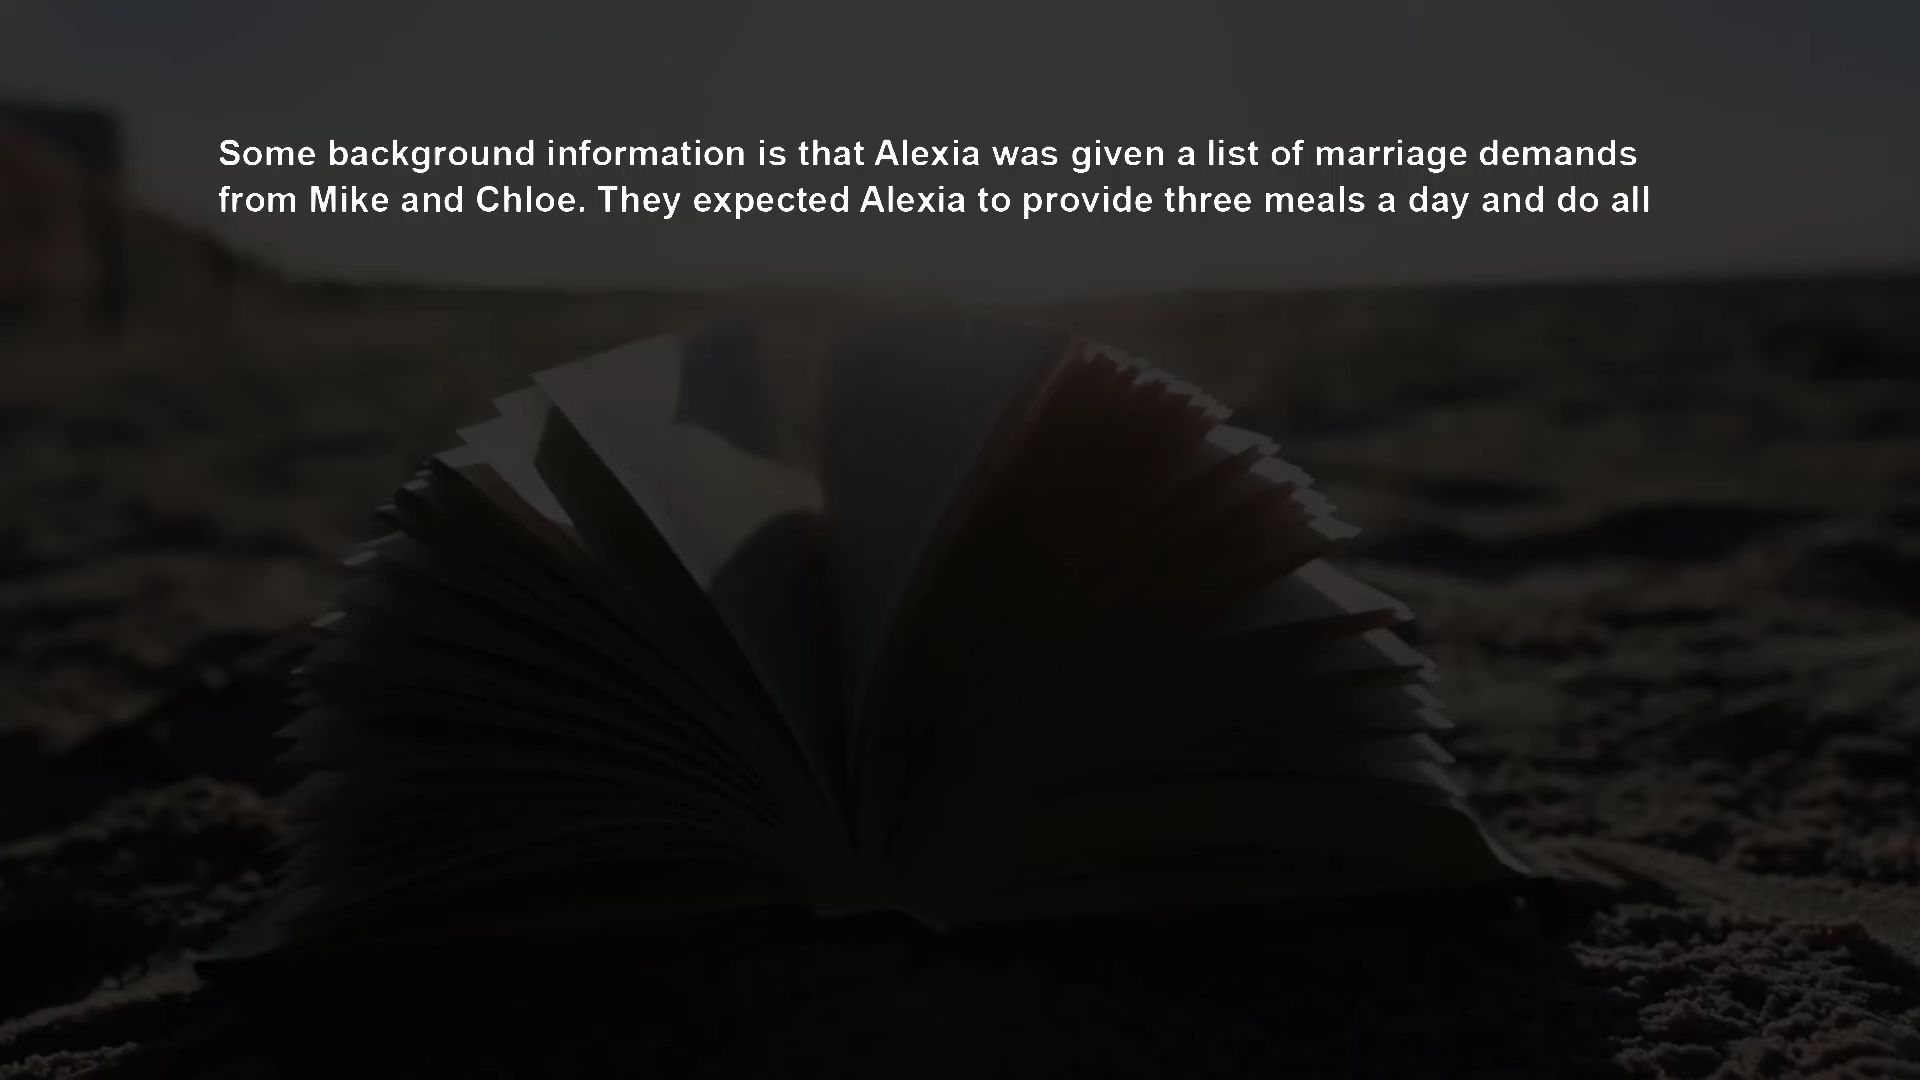 Some background information is that Alexia was given a list of marriage demands
from Mike and Chloe. They expected Alexia to provide three meals a day and do all